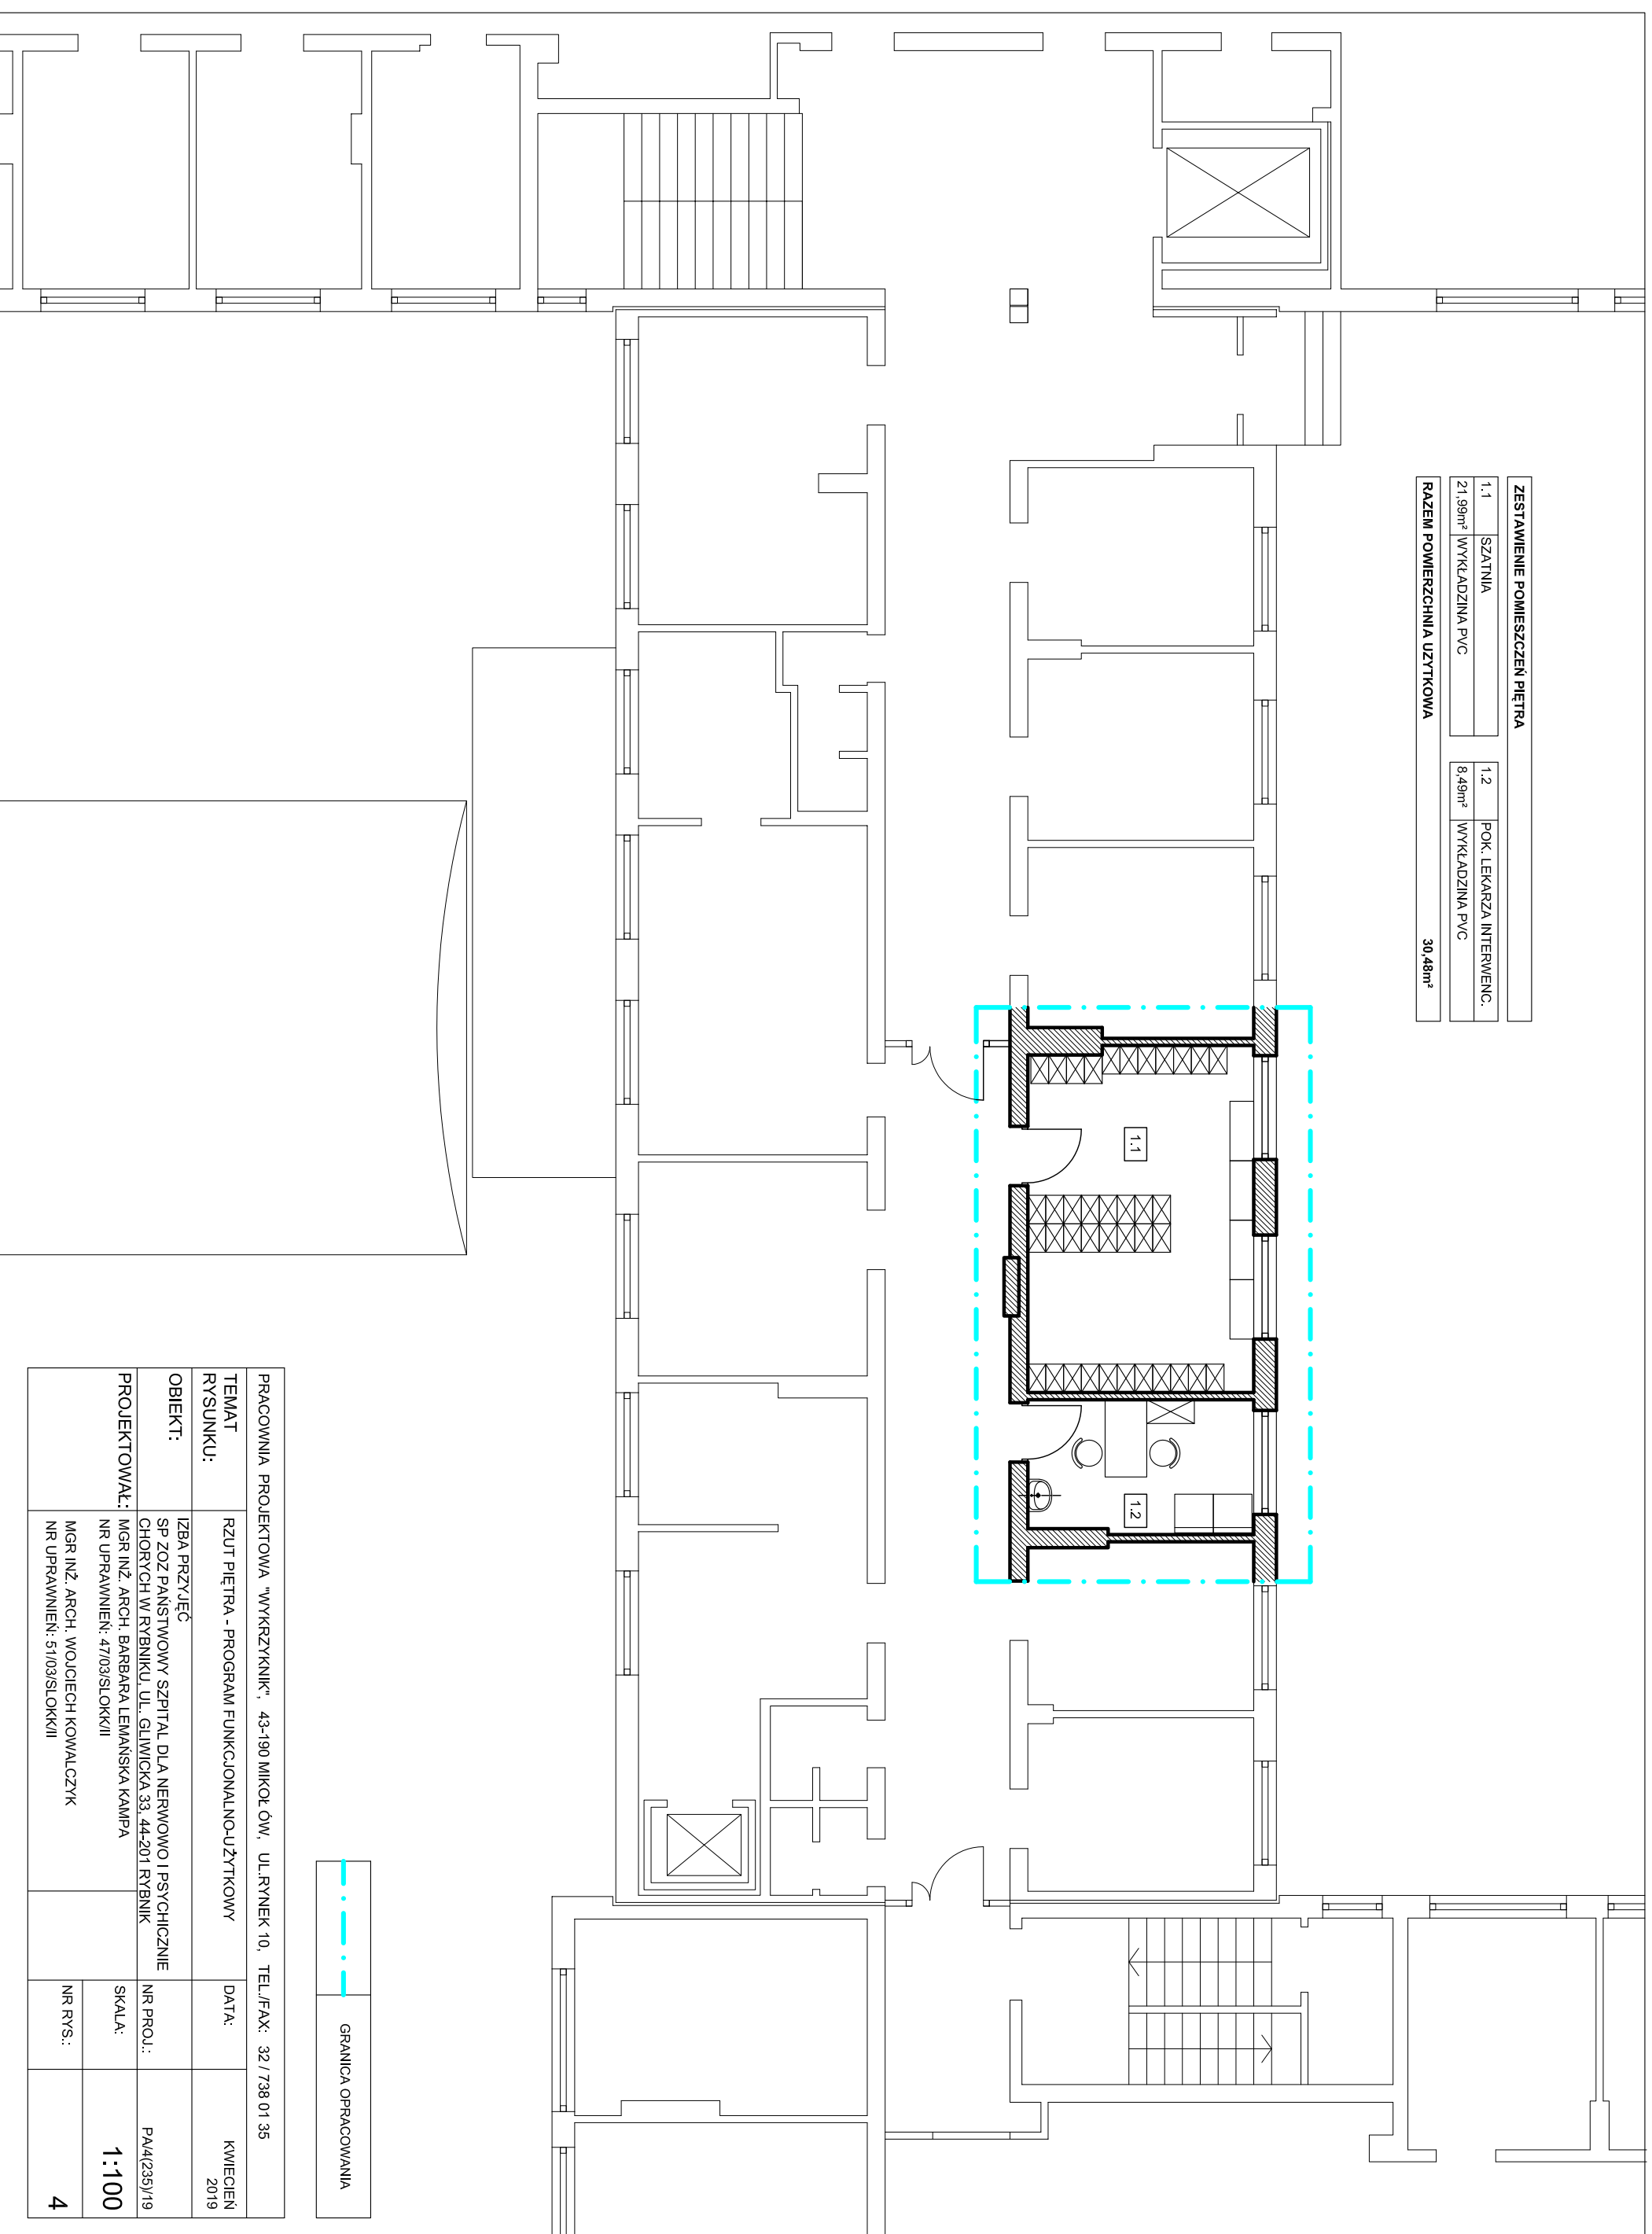 ZESTAWIENIE POMIESZCZEŃ PIĘTRA
1.1 SZATNIA
21,99m² WYKŁADZINA PVC
1.2 POK. LEKARZA INTERWENC.
8,49m² WYKŁADZINA PVC
RAZEM POWIERZCHNIA UZYTKOWA 30,48m²
1.1
1.2
GRANICA OPRACOWANIA
PRACOWNIA PROJEKTOWA "WYKRZYKNIK", 43-190 MIKOŁÓW, UL.RYNEK 10, TEL./FAX: 32 / 738 01 35
TEMAT
RYSUNKU:
RZUT PIĘTRA - PROGRAM FUNKCJONALNO-UŻYTKOWY
DATA:
KWIECIEŃ
2019
OBIEKT:
IZBA PRZYJĘĆ
SP ZOZ PAŃSTWOWY SZPITAL DLA NERWOWO I PSYCHICZNIE
CHORYCH W RYBNIKU, UL. GLIWICKA 33, 44-201 RYBNIK
NR PROJ.:
PA/4(235)/19
PROJEKTOWAŁ:
MGR INŻ. ARCH. BARBARA LEMAŃSKA KAMPA
NR UPRAWNIEŃ: 47/03/SLOKK/II
MGR INŻ. ARCH. WOJCIECH KOWALCZYK
NR UPRAWNIEŃ: 51/03/SLOKK/II
SKALA:
1:100
NR RYS.:
4